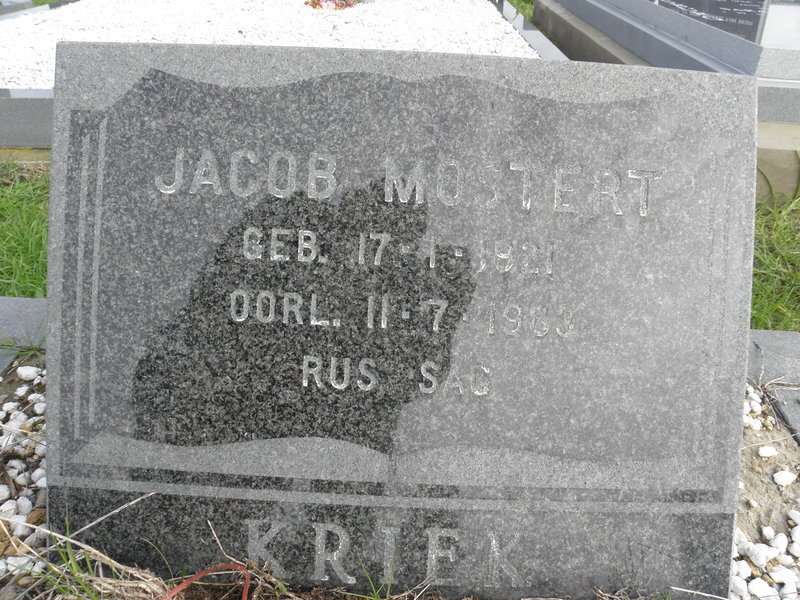 JACOB MOSTERT
GEB. 17-1-1921
OORL. 11-7-1983
RUS SAG
KRIEK